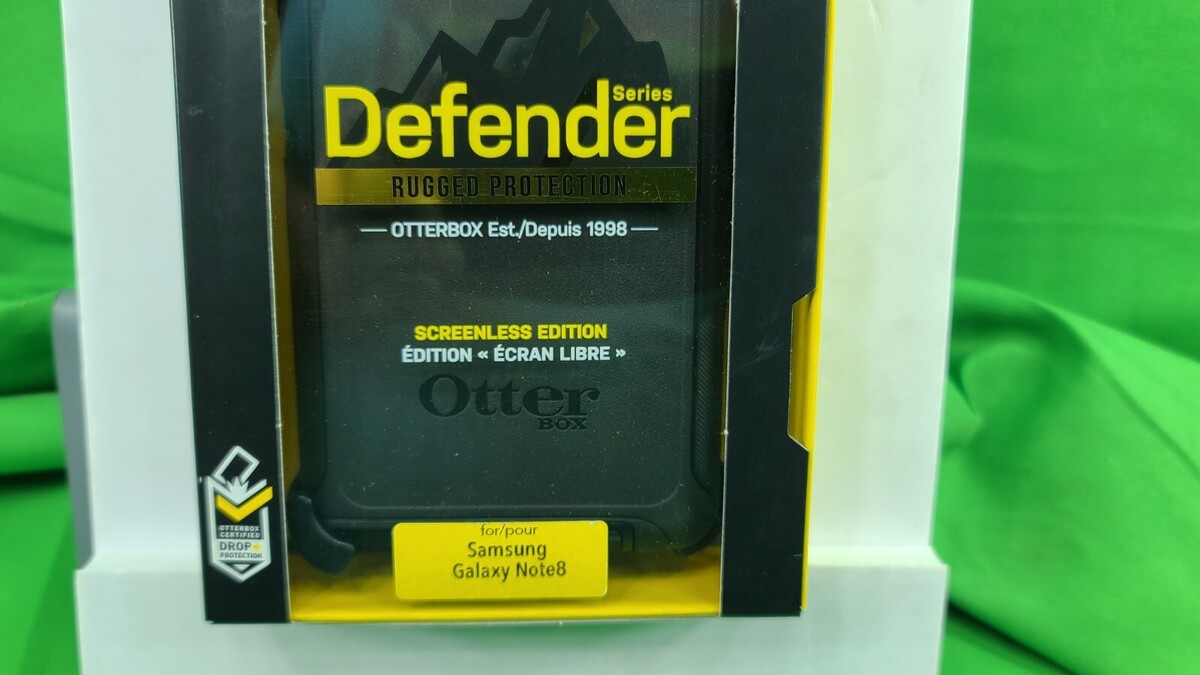 Series
Defender
RUGGED PROTECTION
OTTERBOX Est./Depuis 1998
SCREENLESS EDITION
ÉDITION « ÉCRAN LIBRE »
Otter
BOX
OTTERBOX
CERTIFIED
DROP+
PROTECTION
for/pour
Samsung
Galaxy Note8